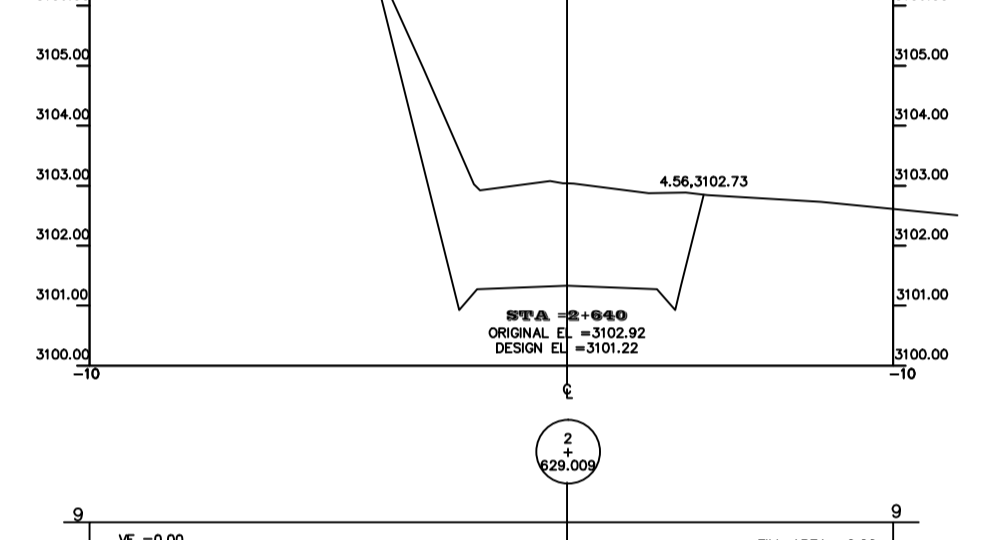 3105.00 3105.00
3104.00 3104.00
3103.00 4.56,3102.73 3103.00
3102.00 3102.00
3101.00 3101.00
STA =2+640
ORIGINAL EL =3102.92
DESIGN EL =3101.22
3100.00 3100.00
-10 -10
℄
2
+
629.009
9 9